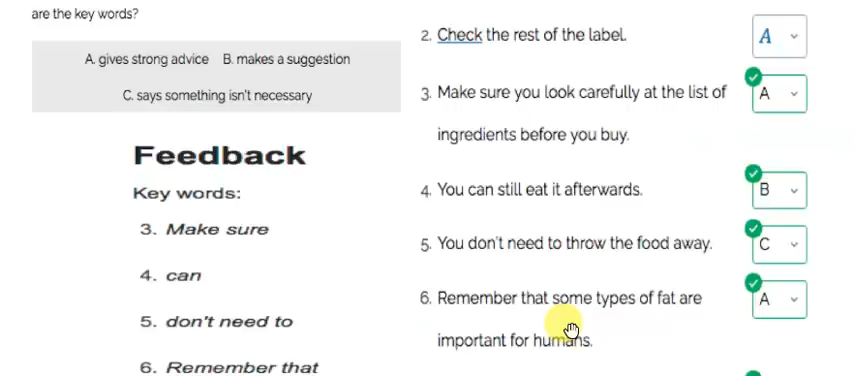 are the key words?
A. gives strong advice B. makes a suggestion
C. says something isn't necessary
Feedback
Key words:
3. Make sure
4. can
5. don't need to
6. Remember that
2. Check the rest of the label.
A
3. Make sure you look carefully at the list of
A
ingredients before you buy.
4. You can still eat it afterwards.
B
5. You don't need to throw the food away.
C
6. Remember that some types of fat are
A
important for humans.